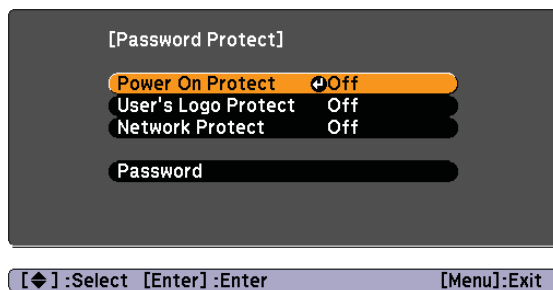 [Password Protect]
Power On Protect Off
User's Logo Protect Off
Network Protect Off
Password
[◆] :Select [Enter] :Enter [Menu]:Exit